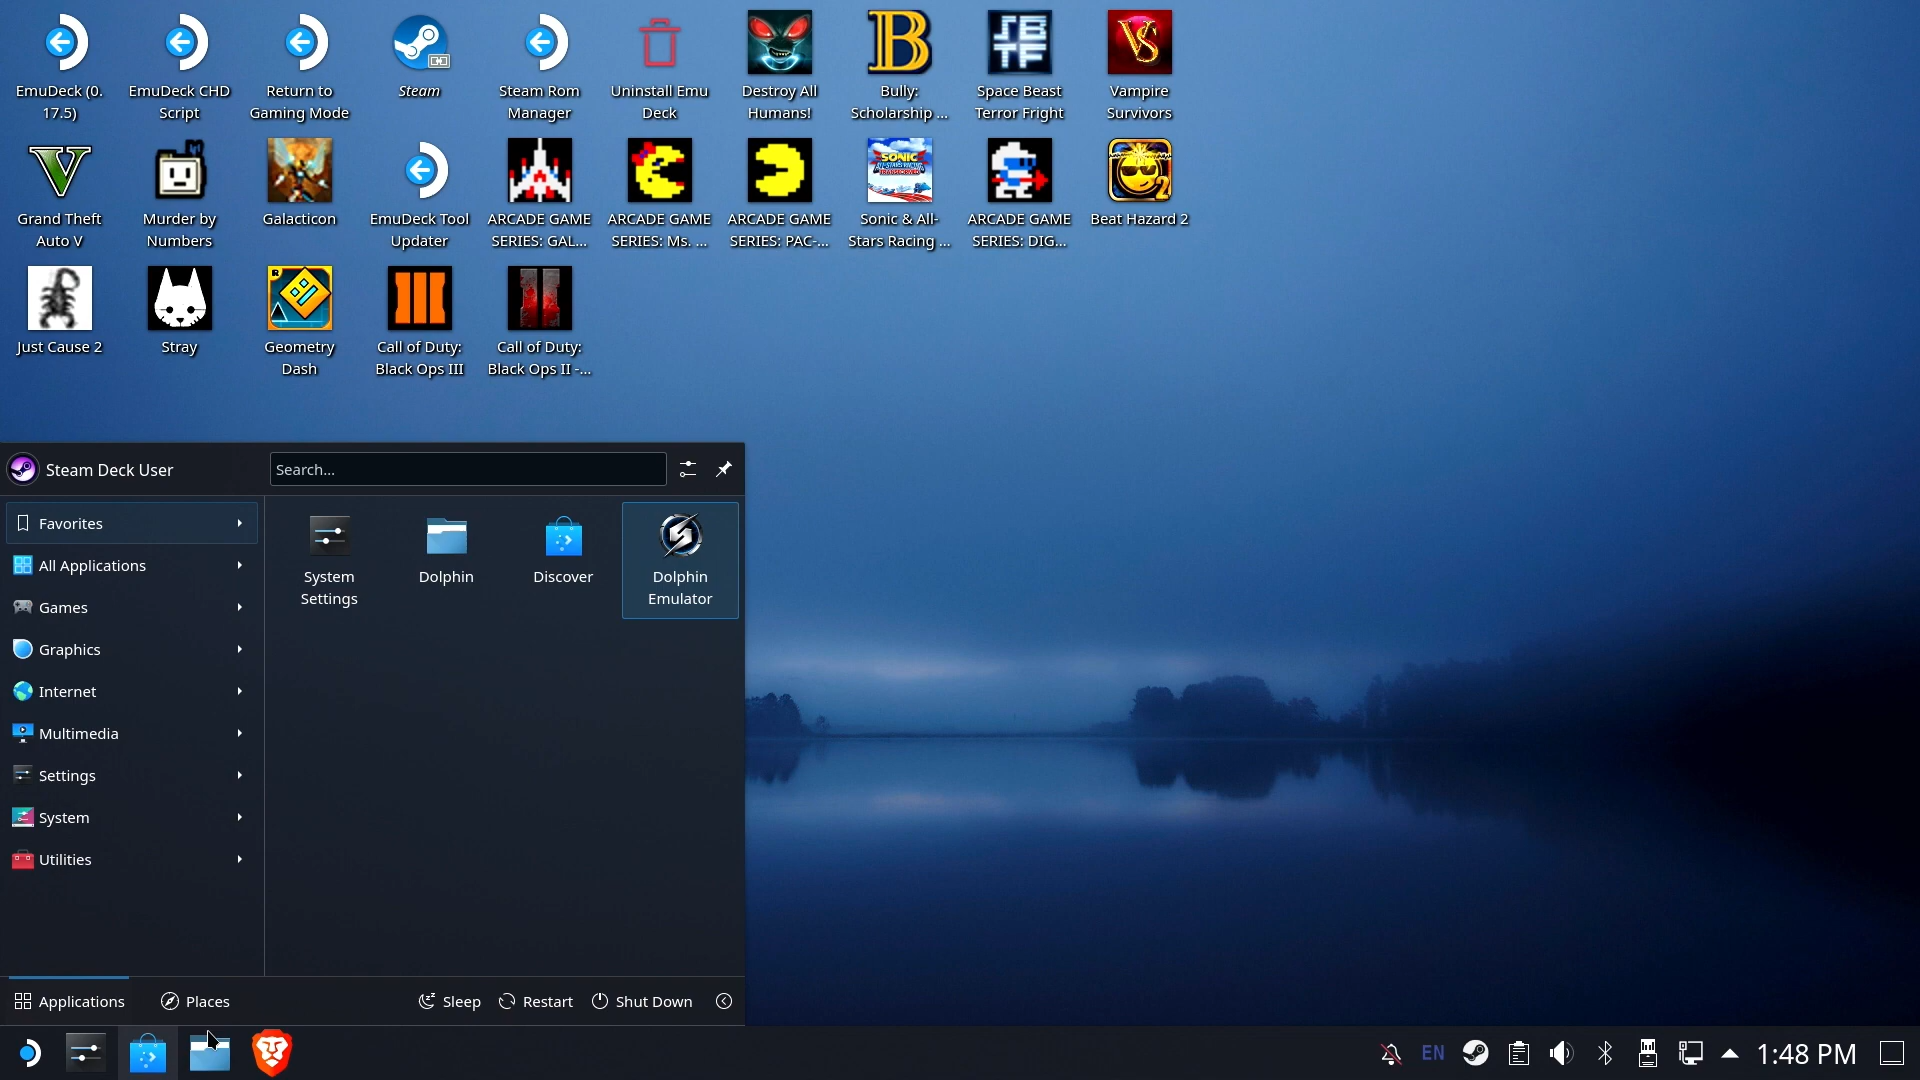 EmuDeck (0.
17.5)
EmuDeck CHD
Script
Return to
Gaming Mode
Steam
Steam Rom
Manager
Uninstall Emu
Deck
Destroy All
Humans!
Bully:
Scholarship ...
Space Beast
Terror Fright
Vampire
Survivors
Grand Theft
Auto V
Murder by
Numbers
Galacticon
EmuDeck Tool
Updater
ARCADE GAME
SERIES: GAL...
ARCADE GAME
SERIES: Ms. ...
ARCADE GAME
SERIES: PAC-...
Sonic & All-
Stars Racing ...
ARCADE GAME
SERIES: DIG...
Beat Hazard 2
Just Cause 2
Stray
Geometry
Dash
Call of Duty:
Black Ops III
Call of Duty:
Black Ops II -...
Steam Deck User
Search...
Favorites
All Applications
Games
Graphics
Internet
Multimedia
Settings
System
Utilities
System
Settings
Dolphin
Discover
Dolphin
Emulator
Applications
Places
Sleep
Restart
Shut Down
EN
1:48 PM